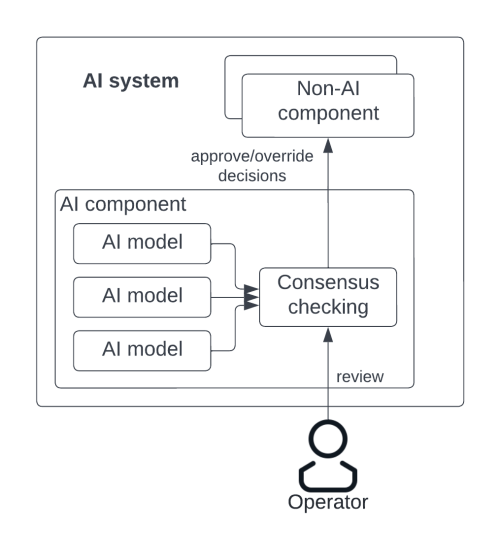 AI system
Non-AI
component
approve/override
decisions
AI component
AI model
AI model
AI model
Consensus
checking
review
Operator